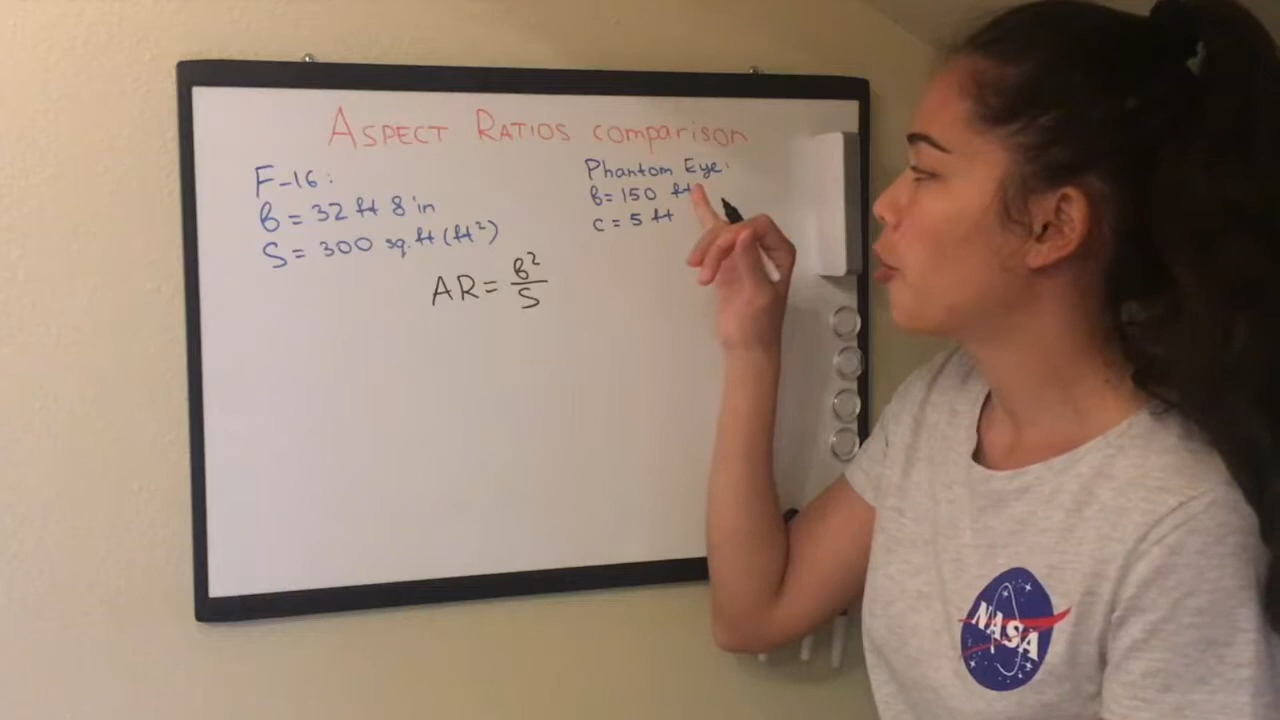 ASPECT RATIOS comparison
F-16:
b = 32 ft 8 in
S = 300 sq.ft (ft²)
Phantom Eye:
b = 150 ft
c = 5 ft
AR = b²/S
NASA